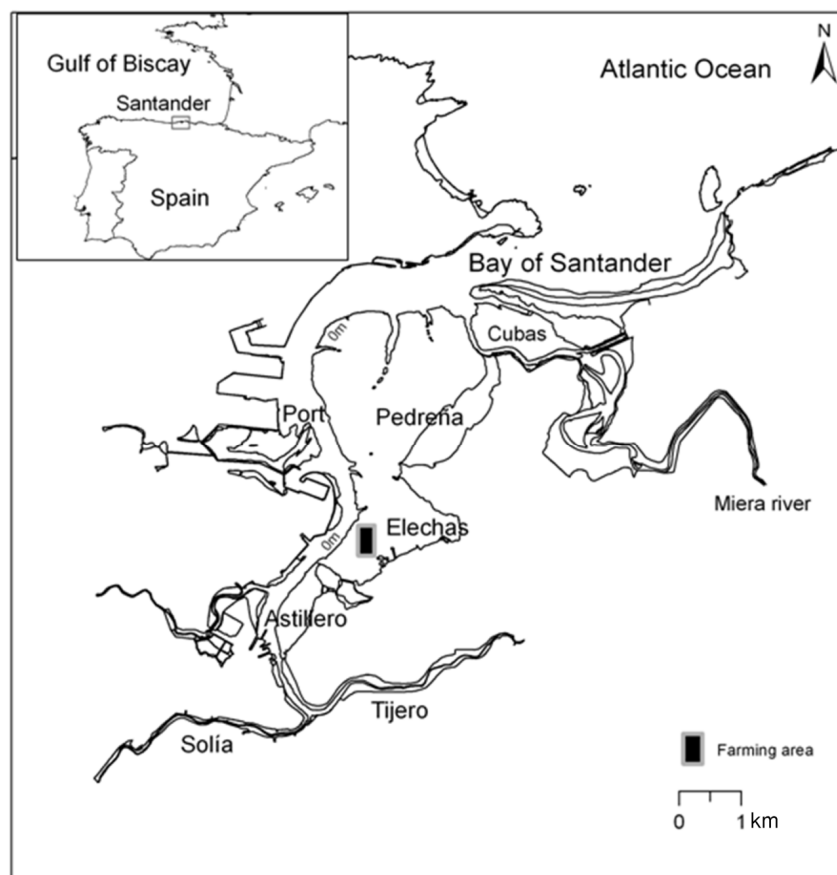 Gulf of Biscay
Santander
Spain
Atlantic Ocean
N
Bay of Santander
0m
Cubas
Port
Pedreña
Miera river
Elechas
0m
Astillero
Tijero
Solía
Farming area
0 1 km